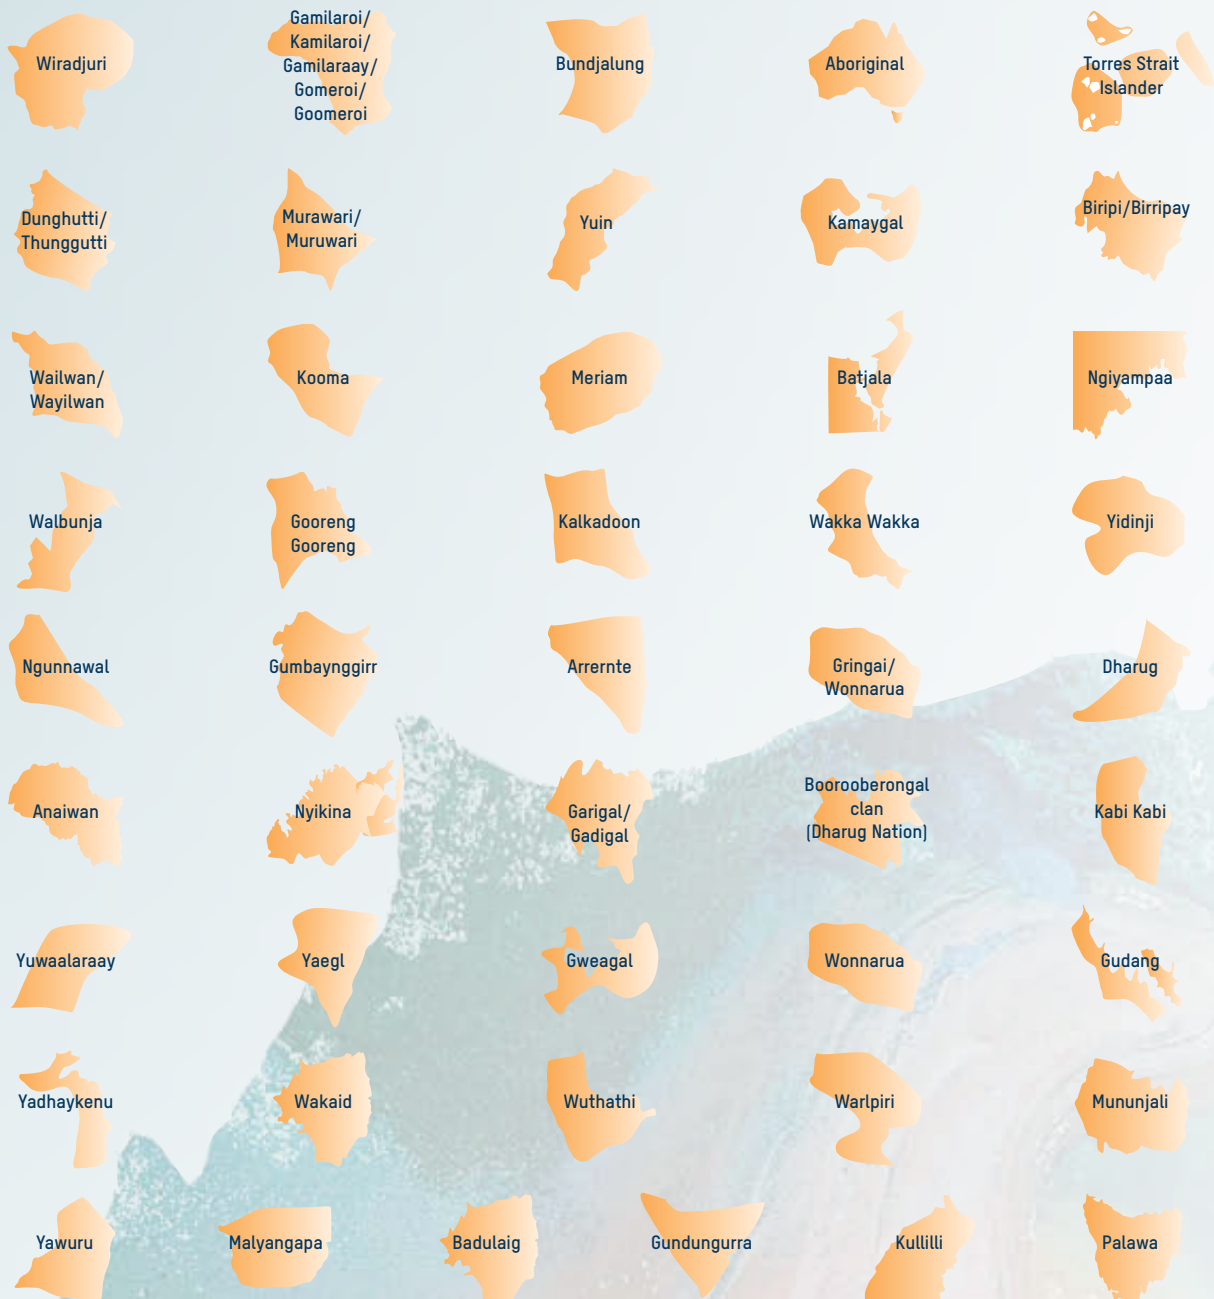 Wiradjuri
Gamilaroi/
Kamilaroi/
Gamilaraay/
Gomeroi/
Goomeroi
Bundjalung
Aboriginal
Torres Strait
Islander
Dunghutti/
Thunggutti
Murawari/
Muruwari
Yuin
Kamaygal
Biripi/Birripay
Wailwan/
Wayilwan
Kooma
Meriam
Batjala
Ngiyampaa
Walbunja
Gooreng
Gooreng
Kalkadoon
Wakka Wakka
Yidinji
Ngunnawal
Gumbaynggirr
Arrernte
Gringai/
Wonnarua
Dharug
Anaiwan
Nyikina
Garigal/
Gadigal
Boorooberongal
clan
(Dharug Nation)
Kabi Kabi
Yuwaalaraay
Yaegl
Gweagal
Wonnarua
Gudang
Yadhaykenu
Wakaid
Wuthathi
Warlpiri
Mununjali
Yawuru
Malyangapa
Badulaig
Gundungurra
Kullilli
Palawa